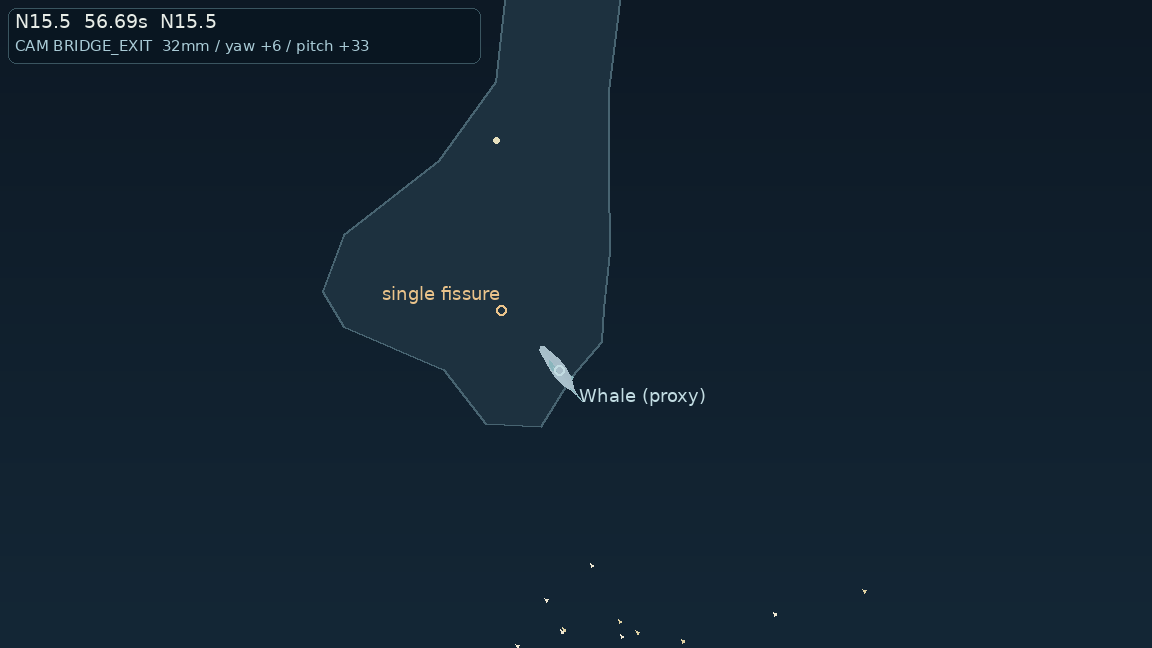 N15.5 56.69s N15.5
CAM BRIDGE_EXIT 32mm / yaw +6 / pitch +33
single fissure
Whale (proxy)